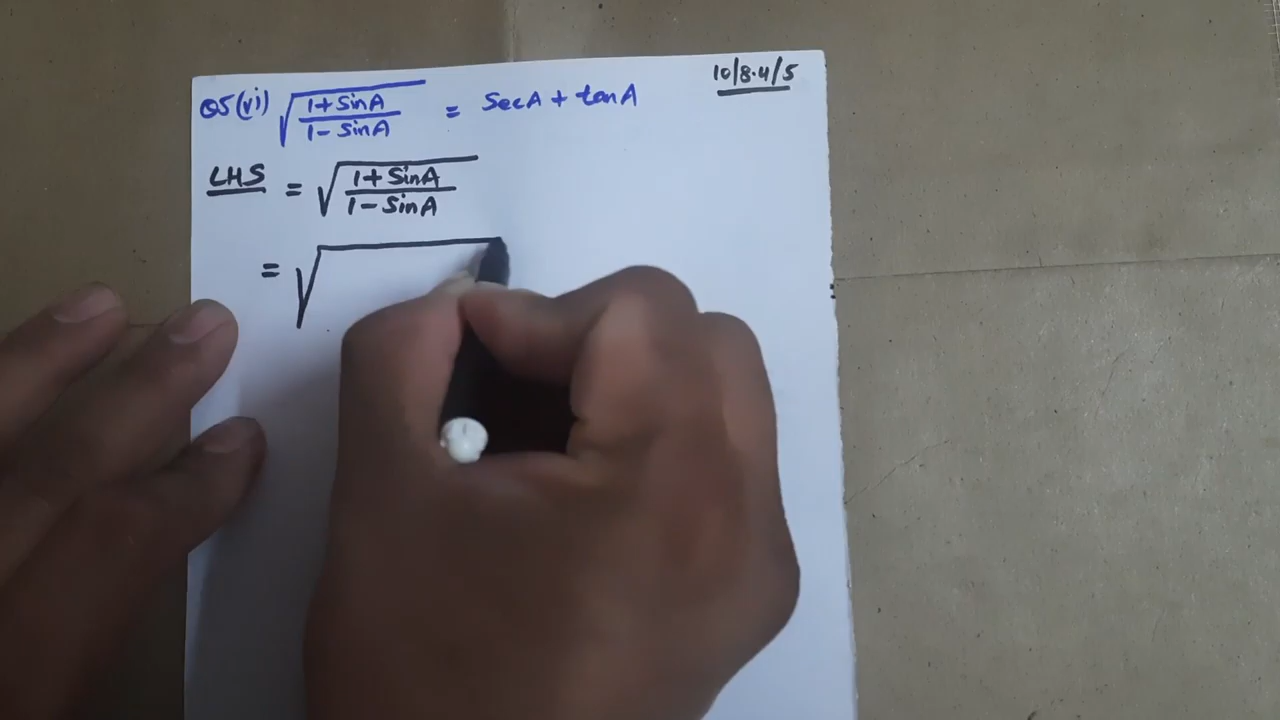 10/8.4/5
Q5(vi) √(1+SinA / 1-SinA) = SecA + tanA
LHS = √(1+SinA / 1-SinA)
= √